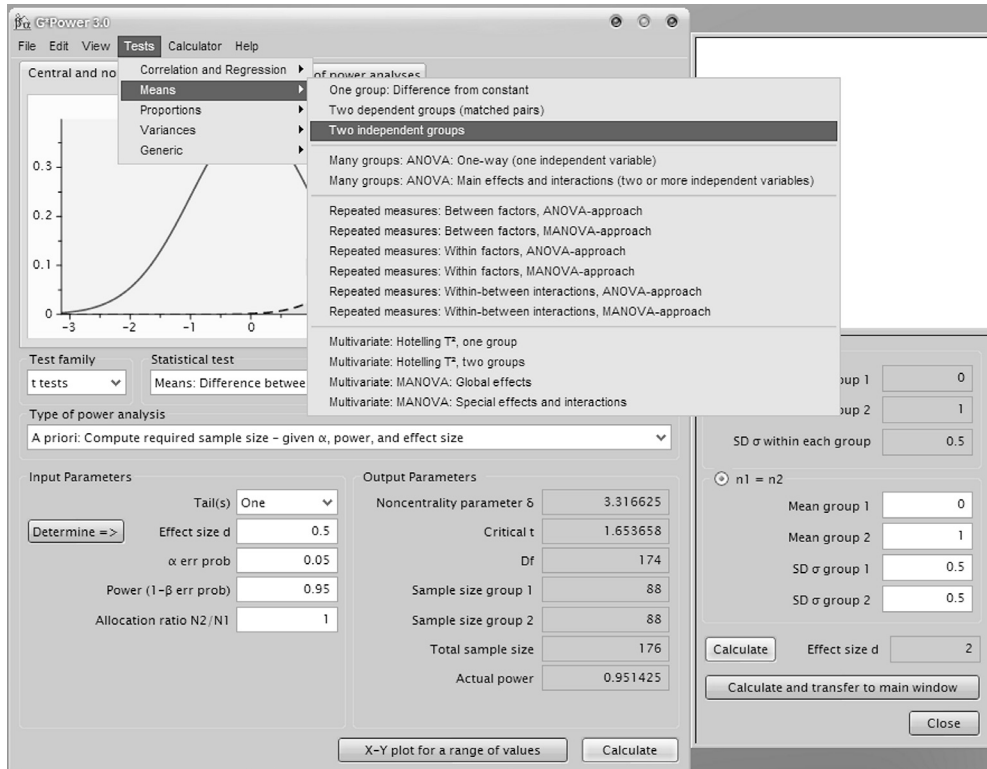 βα G*Power 3.0
File Edit View Tests Calculator Help
Central and no
of power analyses
Correlation and Regression
Means
Proportions
Variances
Generic
One group: Difference from constant
Two dependent groups (matched pairs)
Two independent groups
Many groups: ANOVA: One-way (one independent variable)
Many groups: ANOVA: Main effects and interactions (two or more independent variables)
Repeated measures: Between factors, ANOVA-approach
Repeated measures: Between factors, MANOVA-approach
Repeated measures: Within factors, ANOVA-approach
Repeated measures: Within factors, MANOVA-approach
Repeated measures: Within-between interactions, ANOVA-approach
Repeated measures: Within-between interactions, MANOVA-approach
Multivariate: Hotelling T², one group
Multivariate: Hotelling T², two groups
Multivariate: MANOVA: Global effects
Multivariate: MANOVA: Special effects and interactions
0.3
0.2
0.1
0
-3 -2 -1 0
Test family
Statistical test
t tests
Means: Difference betwee
Type of power analysis
A priori: Compute required sample size – given α, power, and effect size
Input Parameters
Tail(s) One
Determine =>
Effect size d 0.5
α err prob 0.05
Power (1-β err prob) 0.95
Allocation ratio N2/N1 1
Output Parameters
Noncentrality parameter δ 3.316625
Critical t 1.653658
Df 174
Sample size group 1 88
Sample size group 2 88
Total sample size 176
Actual power 0.951425
X-Y plot for a range of values
Calculate
oup 1 0
oup 2 1
SD σ within each group 0.5
n1 = n2
Mean group 1 0
Mean group 2 1
SD σ group 1 0.5
SD σ group 2 0.5
Calculate
Effect size d 2
Calculate and transfer to main window
Close